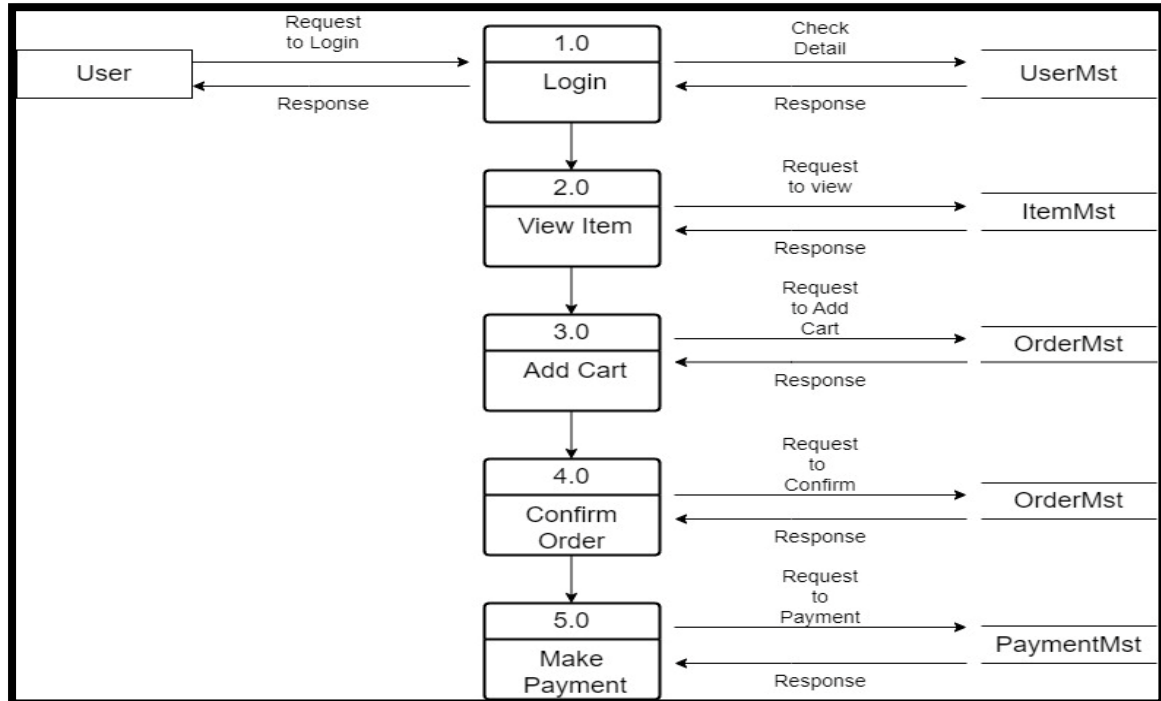 Request
to Login
User
Response
1.0
Login
Check
Detail
UserMst
Response
2.0
View Item
Request
to view
ItemMst
Response
3.0
Add Cart
Request
to Add
Cart
OrderMst
Response
4.0
Confirm
Order
Request
to
Confirm
OrderMst
Response
5.0
Make
Payment
Request
to
Payment
PaymentMst
Response